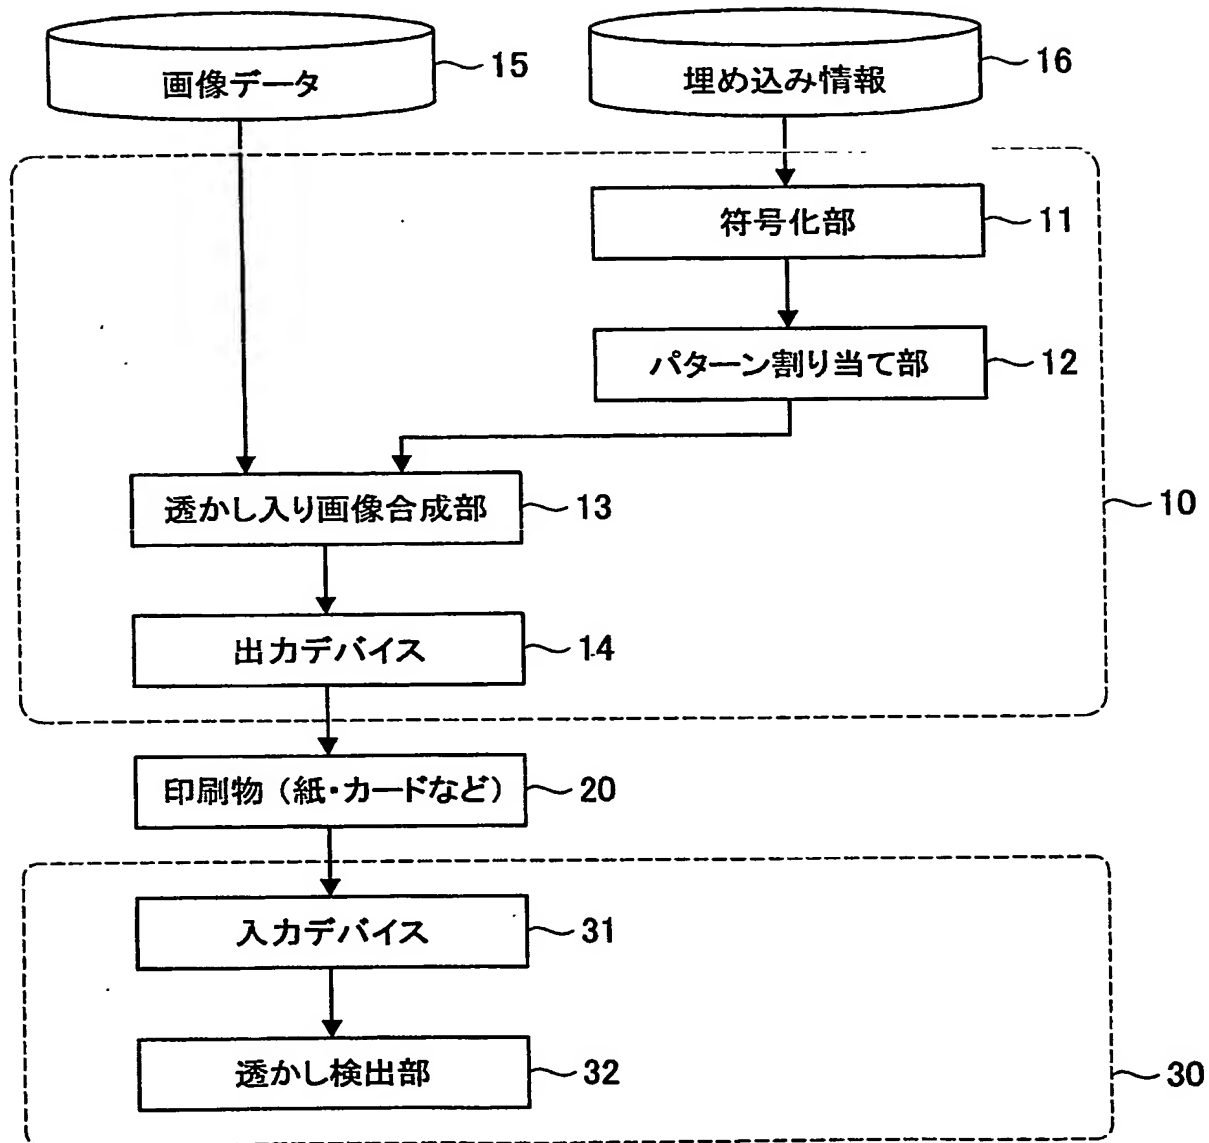 画像データ
15
埋め込み情報
16
符号化部
11
パターン割り当て部
12
透かし入り画像合成部
13
10
出力デバイス
14
印刷物（紙・カードなど）
20
入力デバイス
31
透かし検出部
32
30